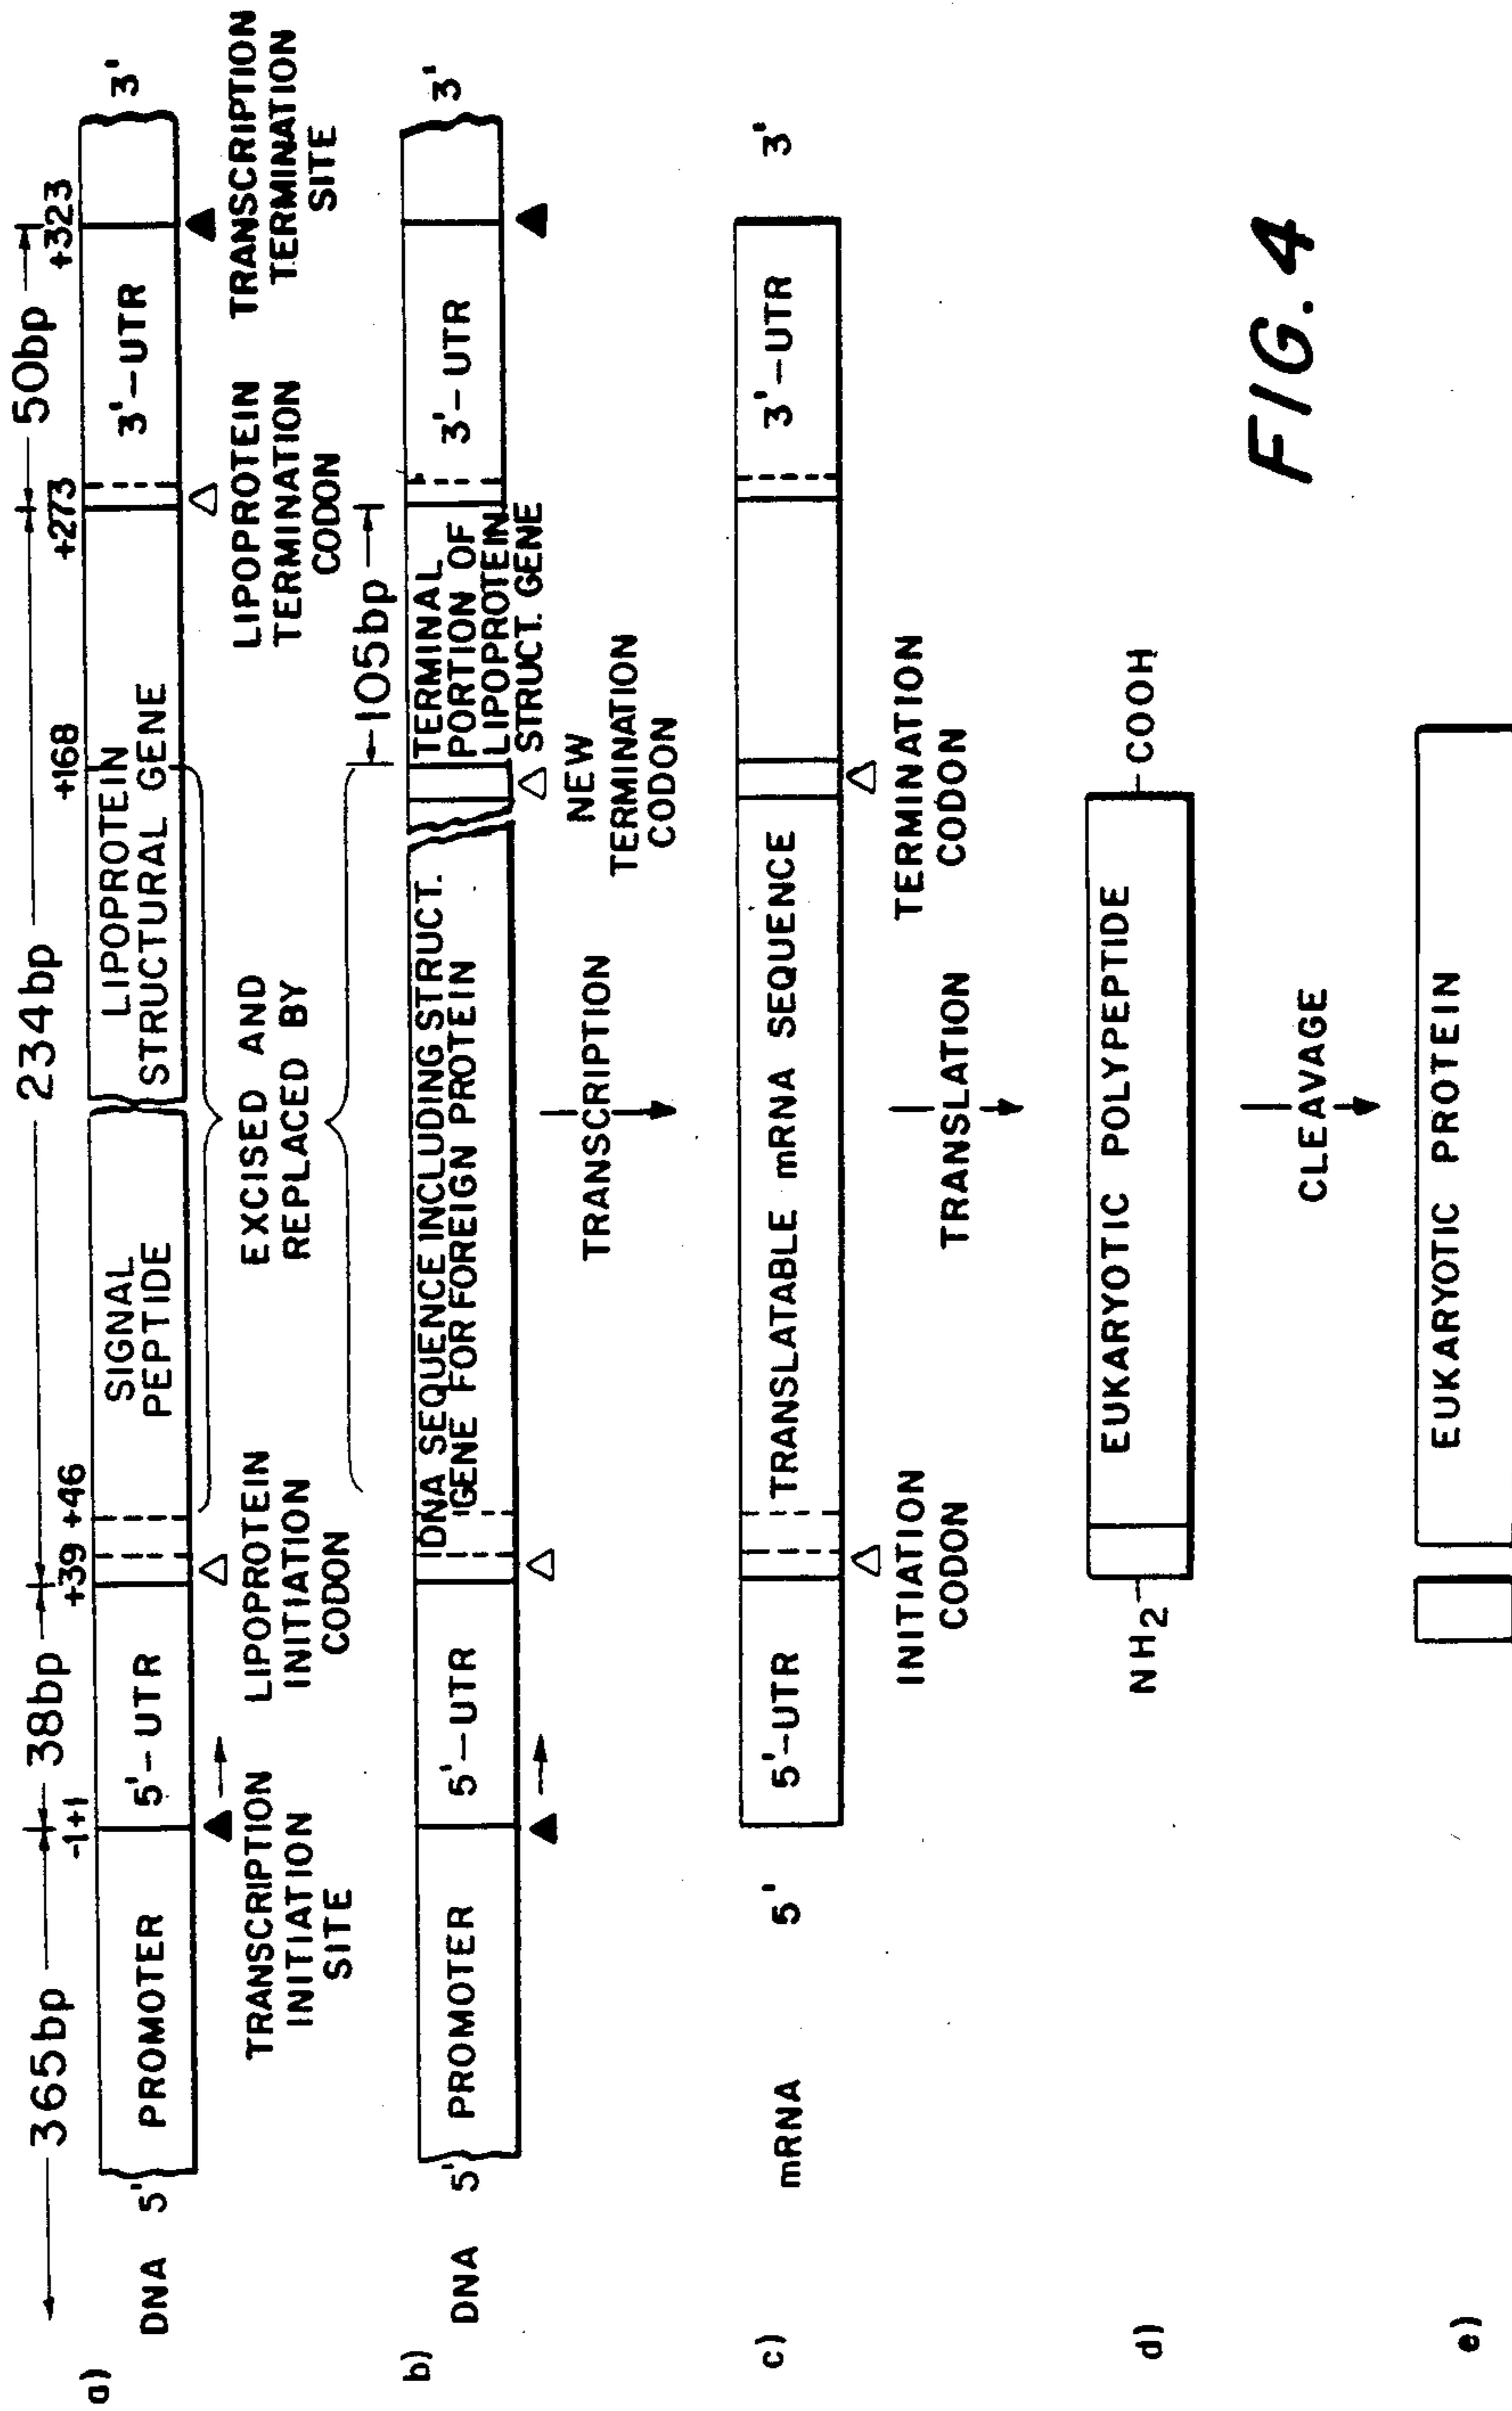 365bp
38bp
234bp
50bp
-1+1
+39
+46
+168
+273
+323
a)
DNA 5'
PROMOTER
5'-UTR
SIGNAL
PEPTIDE
LIPOPROTEIN
STRUCTURAL GENE
3'-UTR
3'
TRANSCRIPTION
INITIATION
SITE
LIPOPROTEIN
INITIATION
CODON
EXCISED AND
REPLACED BY
LIPOPROTEIN
TERMINATION
CODON
TRANSCRIPTION
TERMINATION
SITE
105bp
b)
DNA 5'
PROMOTER
5'-UTR
DNA SEQUENCE INCLUDING STRUCT.
GENE FOR FOREIGN PROTEIN
TERMINAL
PORTION OF
LIPOPROTEIN
STRUCT. GENE
3'-UTR
3'
NEW
TERMINATION
CODON
TRANSCRIPTION
c)
mRNA
5'
5'-UTR
TRANSLATABLE mRNA SEQUENCE
3'-UTR
3'
INITIATION
CODON
TERMINATION
CODON
TRANSLATION
d)
NH2
EUKARYOTIC POLYPEPTIDE
COOH
CLEAVAGE
e)
EUKARYOTIC PROTEIN
FIG. 4